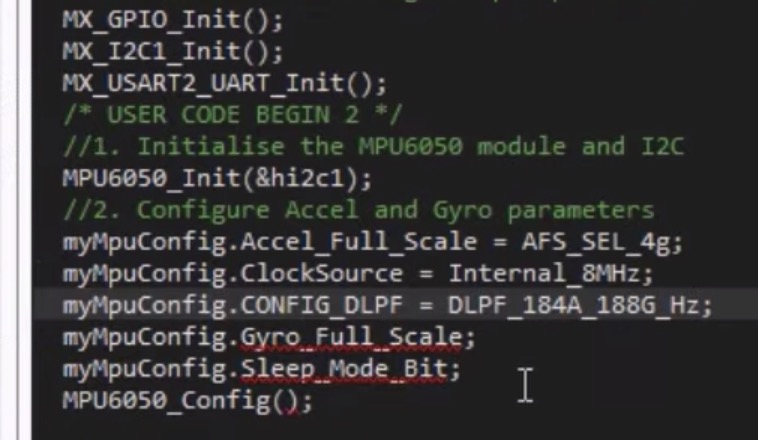 MX_GPIO_Init();
MX_I2C1_Init();
MX_USART2_UART_Init();
/* USER CODE BEGIN 2 */
//1. Initialise the MPU6050 module and I2C
MPU6050_Init(&hi2c1);
//2. Configure Accel and Gyro parameters
myMpuConfig.Accel_Full_Scale = AFS_SEL_4g;
myMpuConfig.ClockSource = Internal_8MHz;
myMpuConfig.CONFIG_DLPF = DLPF_184A_188G_Hz;
myMpuConfig.Gyro_Full_Scale;
myMpuConfig.Sleep_Mode_Bit;
MPU6050_Config();